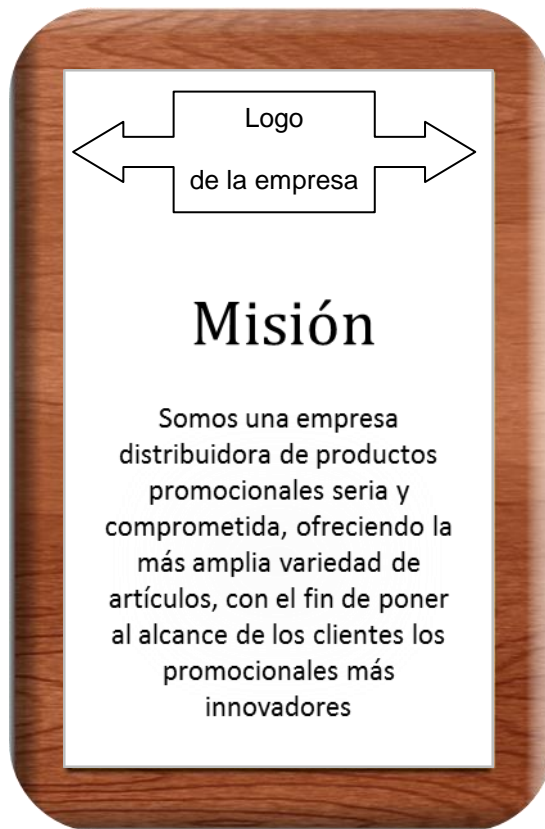 Logo
de la empresa
Misión
Somos una empresa
distribuidora de productos
promocionales seria y
comprometida, ofreciendo la
más amplia variedad de
artículos, con el fin de poner
al alcance de los clientes los
promocionales más
innovadores